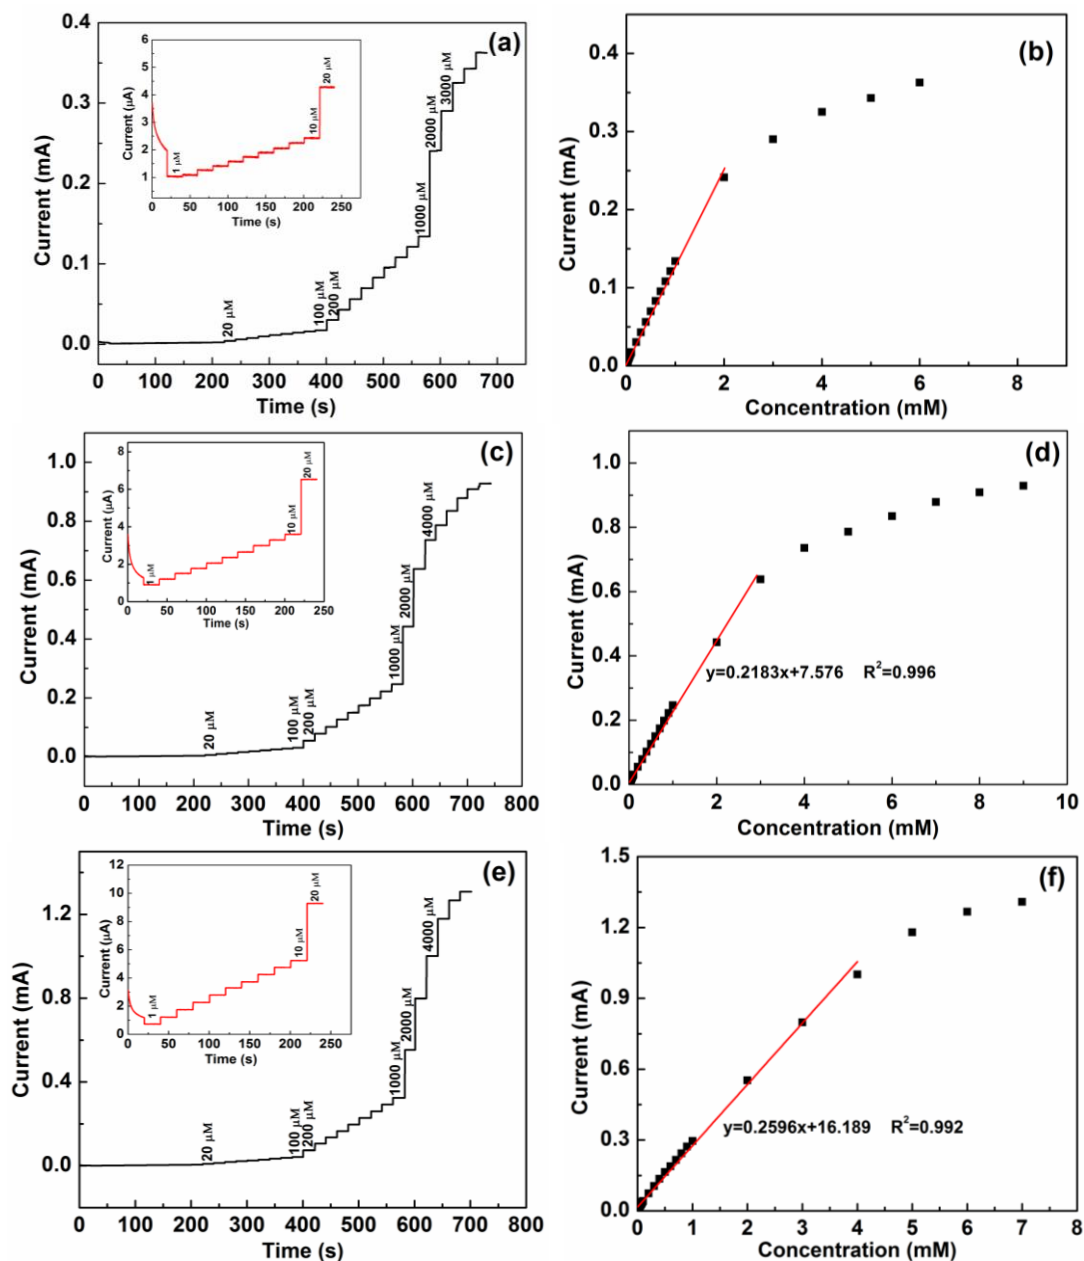 (a)
Current (mA)
0.4
0.3
0.2
0.1
0.0
0 100 200 300 400 500 600 700
Time (s)
20 μM
100 μM
200 μM
1000 μM
2000 μM
3000 μM
Current (μA)
6
5
4
3
2
1
0 25 50 75 100 125 150 175 200 225 250
Time (s)
1 μM
10 μM
20 μM
(b)
Current (mA)
0.4
0.3
0.2
0.1
0.0
0 2 4 6 8
Concentration (mM)
(c)
Current (mA)
1.0
0.8
0.6
0.4
0.2
0.0
0 100 200 300 400 500 600 700 800
Time (s)
20 μM
100 μM
200 μM
1000 μM
2000 μM
4000 μM
Current (μA)
8
6
4
2
0
0 50 100 150 200 250
Time (s)
1 μM
10 μM
20 μM
(d)
Current (mA)
1.0
0.8
0.6
0.4
0.2
0.0
0 2 4 6 8 10
Concentration (mM)
y=0.2183x+7.576 R²=0.996
(e)
Current (mA)
1.2
0.8
0.4
0.0
0 100 200 300 400 500 600 700 800
Time (s)
20 μM
100 μM
200 μM
1000 μM
2000 μM
4000 μM
Current (μA)
12
10
8
6
4
2
0
0 50 100 150 200 250
Time (s)
1 μM
10 μM
20 μM
(f)
Current (mA)
1.5
1.2
0.9
0.6
0.3
0.0
0 1 2 3 4 5 6 7 8
Concentration (mM)
y=0.2596x+16.189 R²=0.992